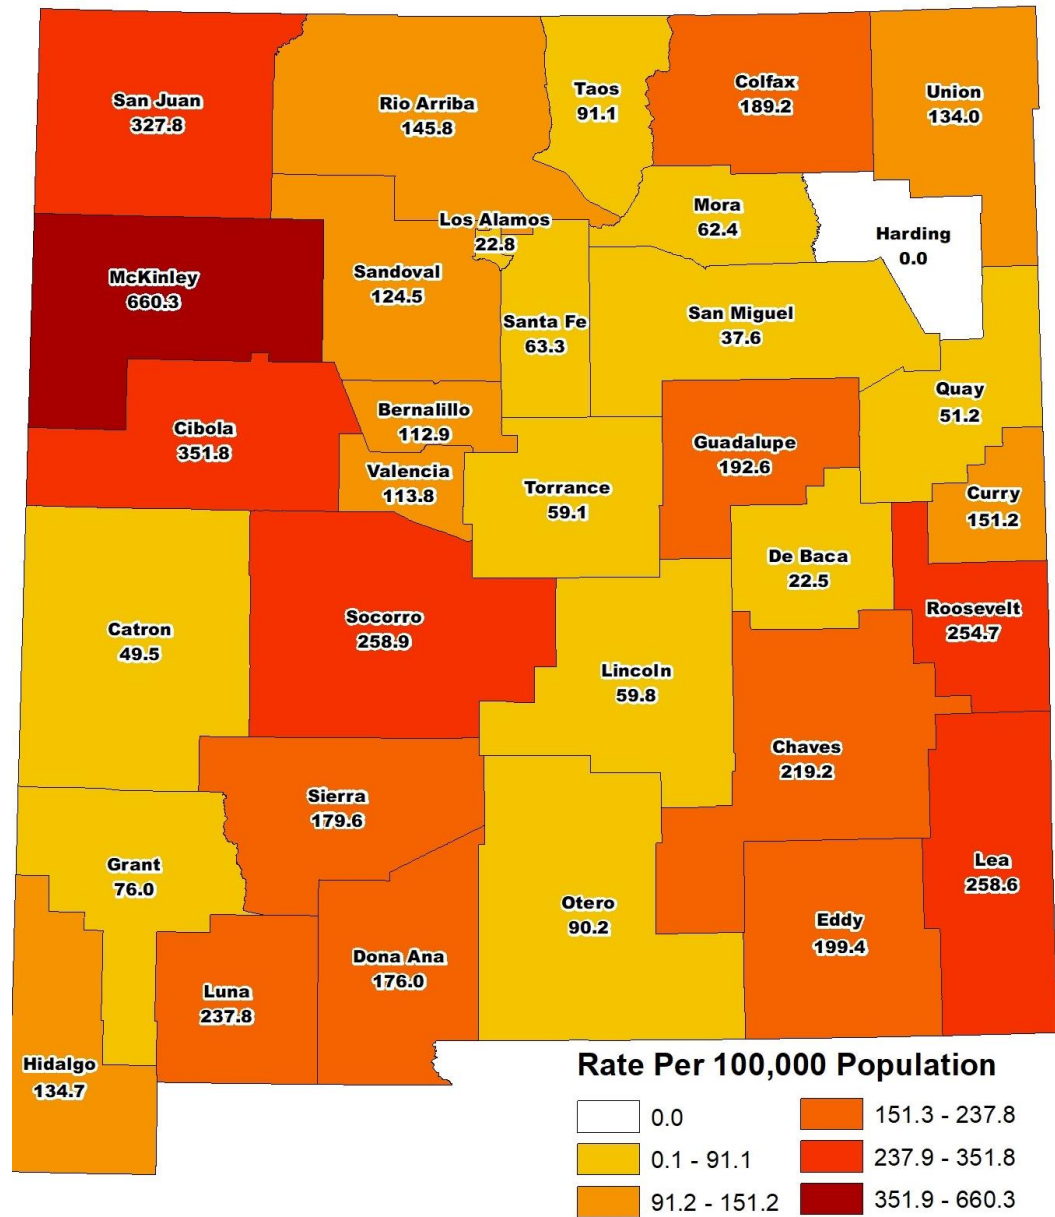 San Juan
327.8
Rio Arriba
145.8
Taos
91.1
Colfax
189.2
Union
134.0
Los Alamos
22.8
Mora
62.4
Harding
0.0
McKinley
660.3
Sandoval
124.5
Santa Fe
63.3
San Miguel
37.6
Quay
51.2
Cibola
351.8
Bernalillo
112.9
Guadalupe
192.6
Valencia
113.8
Torrance
59.1
Curry
151.2
De Baca
22.5
Catron
49.5
Socorro
258.9
Lincoln
59.8
Roosevelt
254.7
Chaves
219.2
Sierra
179.6
Grant
76.0
Otero
90.2
Eddy
199.4
Lea
258.6
Dona Ana
176.0
Luna
237.8
Hidalgo
134.7
Rate Per 100,000 Population
0.0
0.1 - 91.1
91.2 - 151.2
151.3 - 237.8
237.9 - 351.8
351.9 - 660.3